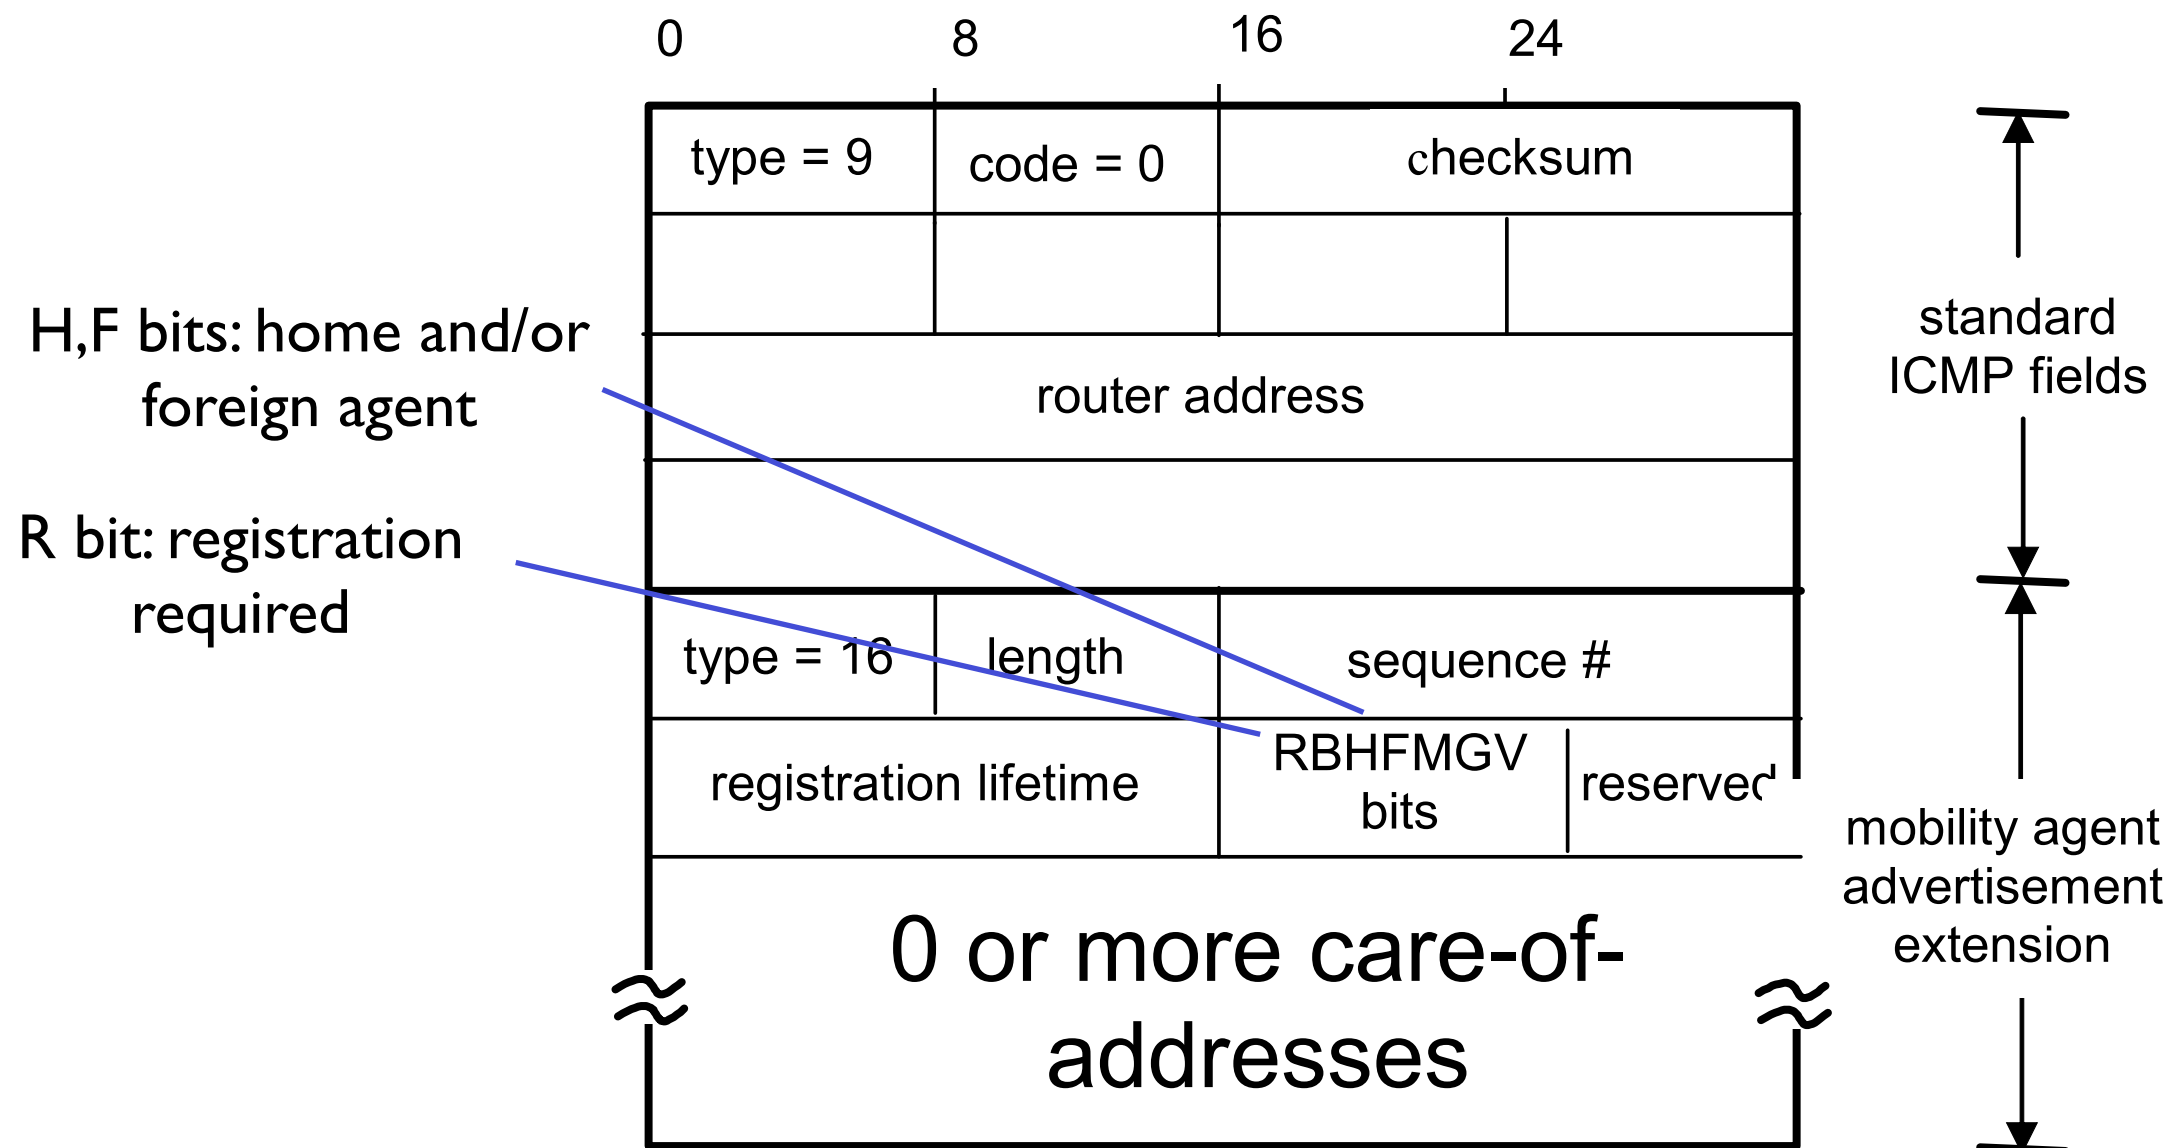 0 8 16 24
type = 9 code = 0 checksum
H,F bits: home and/or
foreign agent
router address
standard
ICMP fields
R bit: registration
required
type = 16 length sequence #
registration lifetime
RBHFMGV
bits
reserved
mobility agent
advertisement
extension
0 or more care-of-
addresses